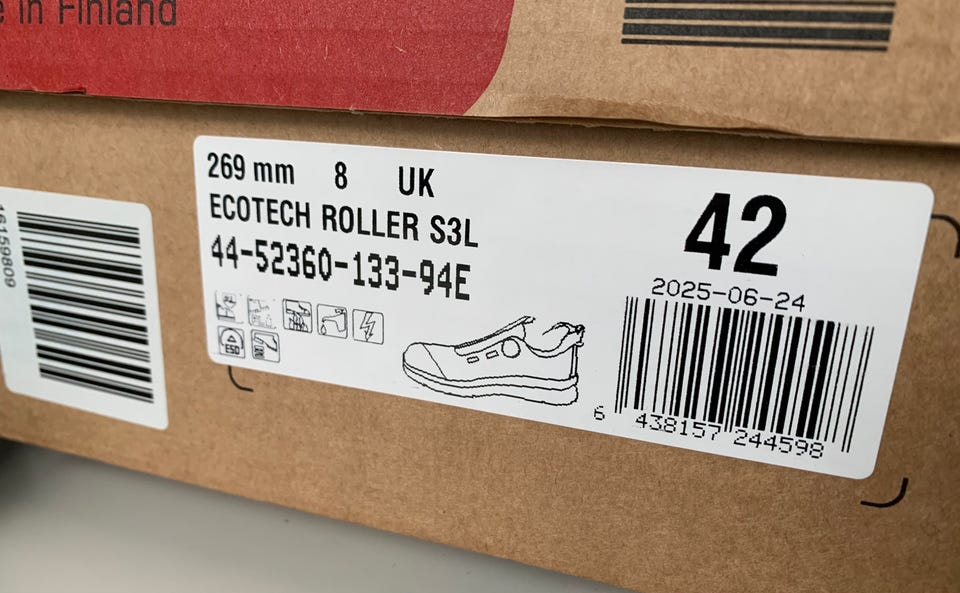 in Finland
269 mm 8 UK
ECOTECH ROLLER S3L
44-52360-133-94E
42
2025-06-24
ESD
6 438157 244598
16159809